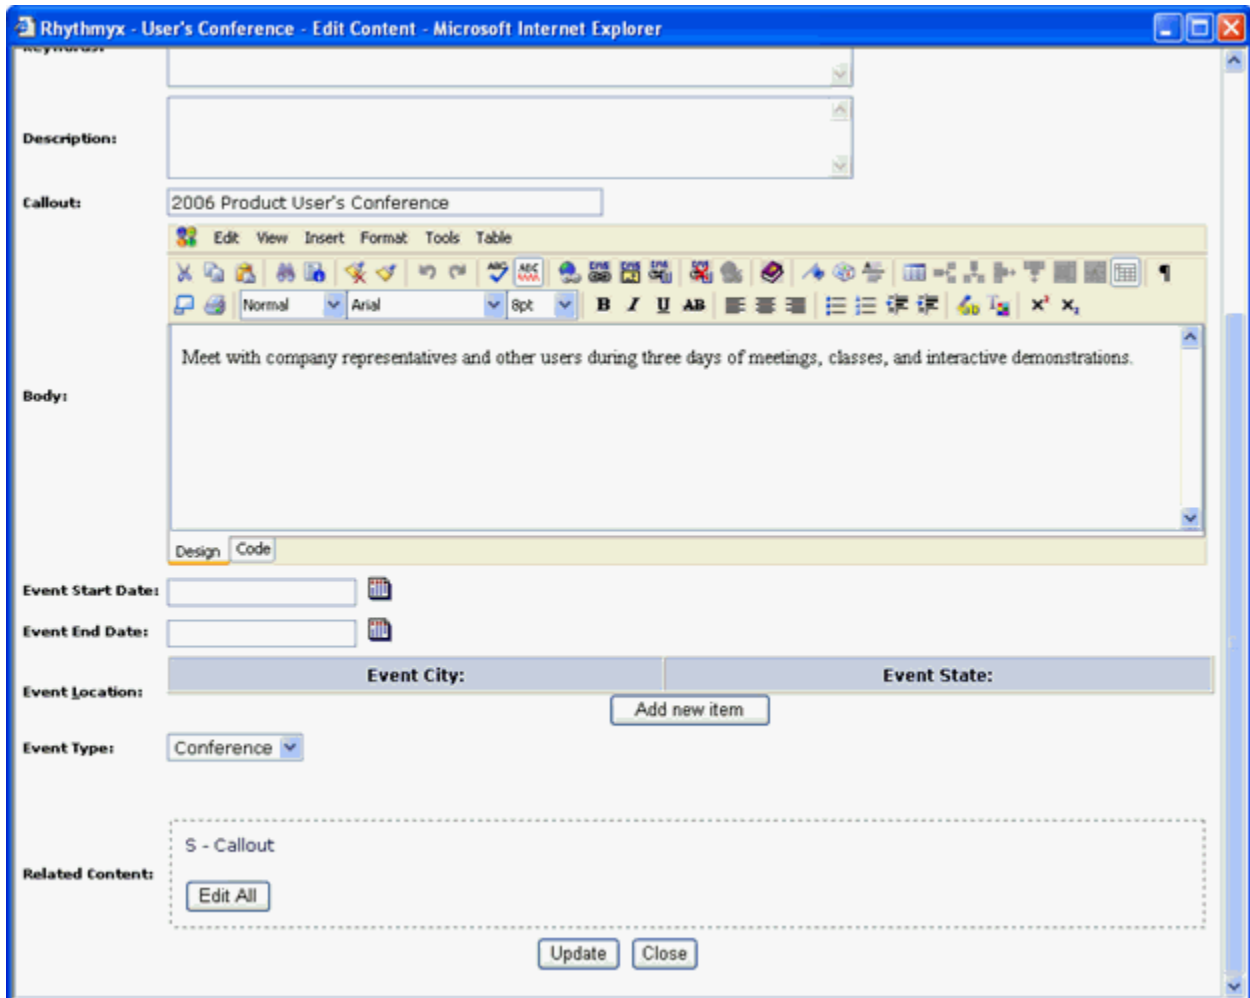 Rhythmyx - User's Conference - Edit Content - Microsoft Internet Explorer
Keywords:
Description:
Callout: 2006 Product User's Conference
Edit View Insert Format Tools Table
Normal Arial 8pt B I U AB x² x₂
Meet with company representatives and other users during three days of meetings, classes, and interactive demonstrations.
Body:
Design Code
Event Start Date:
Event End Date:
Event City: Event State:
Event Location:
Add new item
Event Type: Conference
S - Callout
Related Content:
Edit All
Update Close